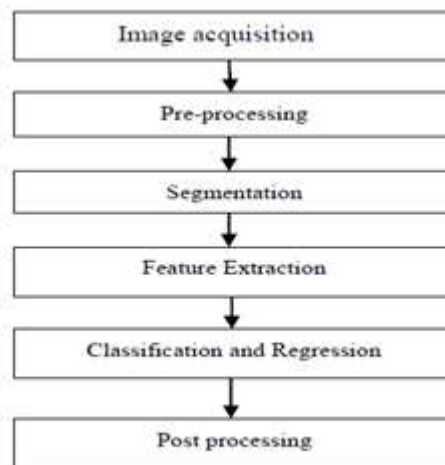 Image acquisition
Pre-processing
Segmentation
Feature Extraction
Classification and Regression
Post processing